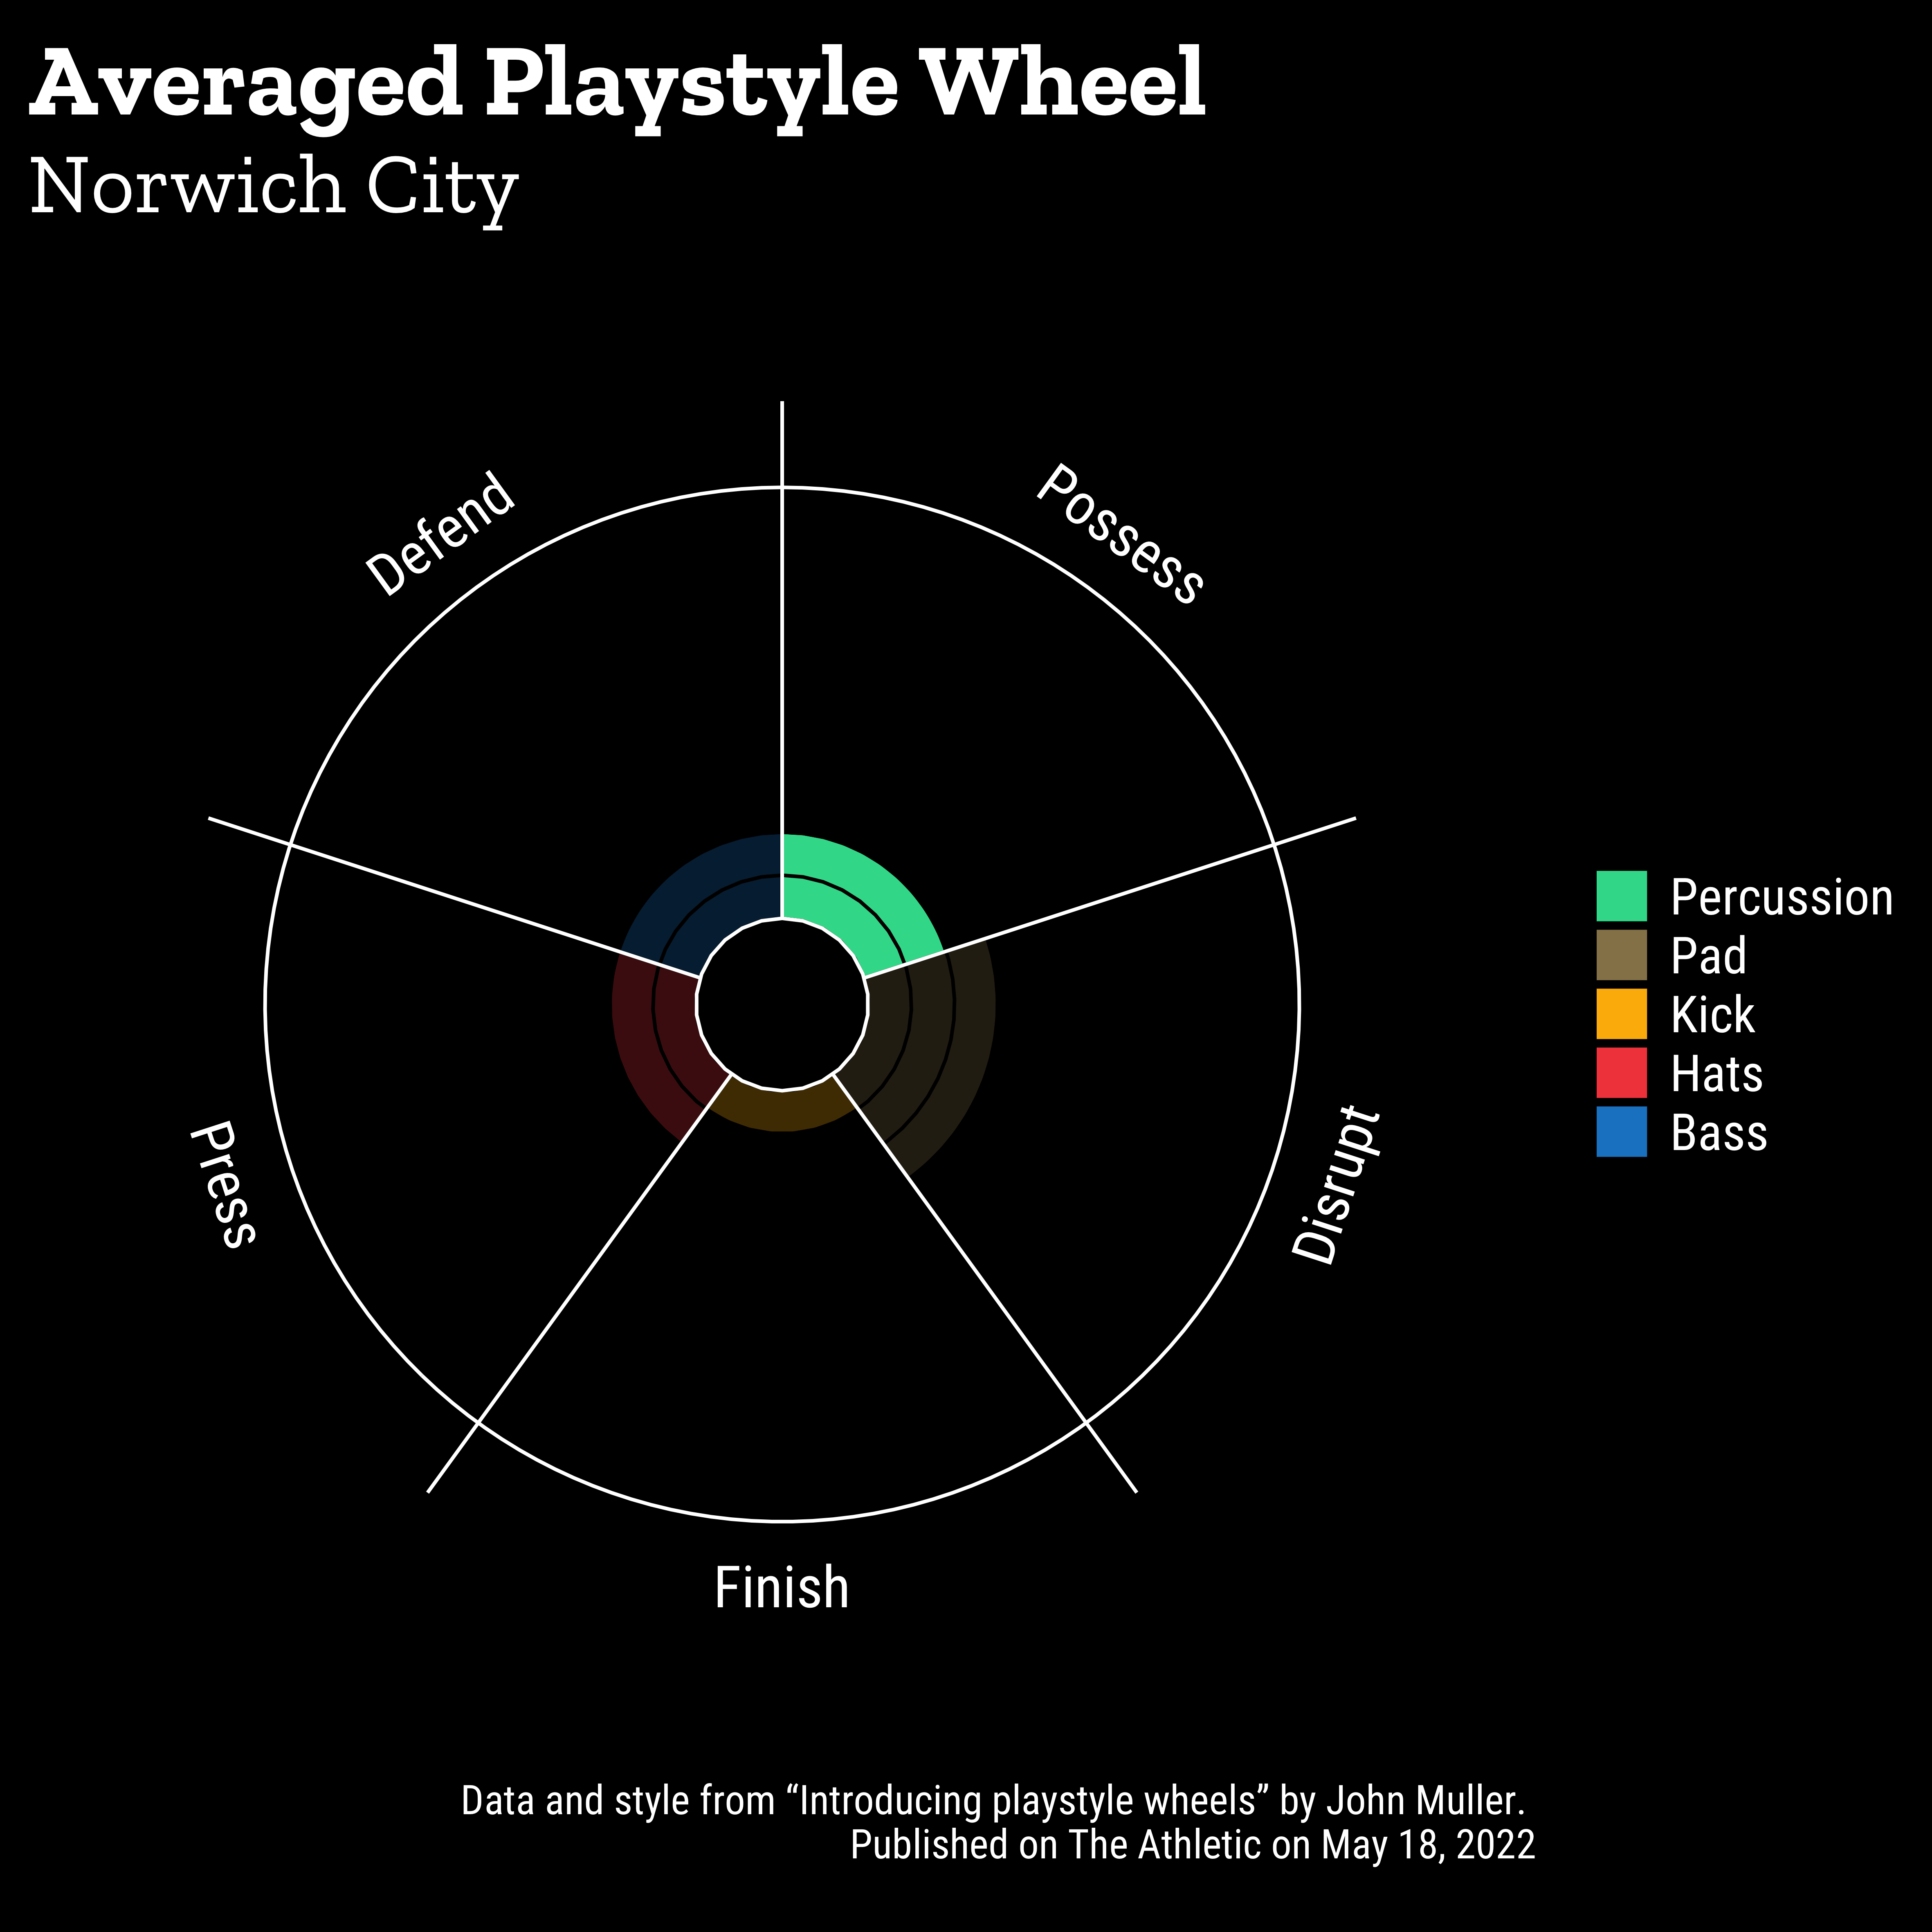 Averaged Playstyle Wheel
Norwich City
Defend
Possess
Press
Disrupt
Finish
Percussion
Pad
Kick
Hats
Bass
Data and style from “Introducing playstyle wheels” by John Muller.
Published on The Athletic on May 18, 2022